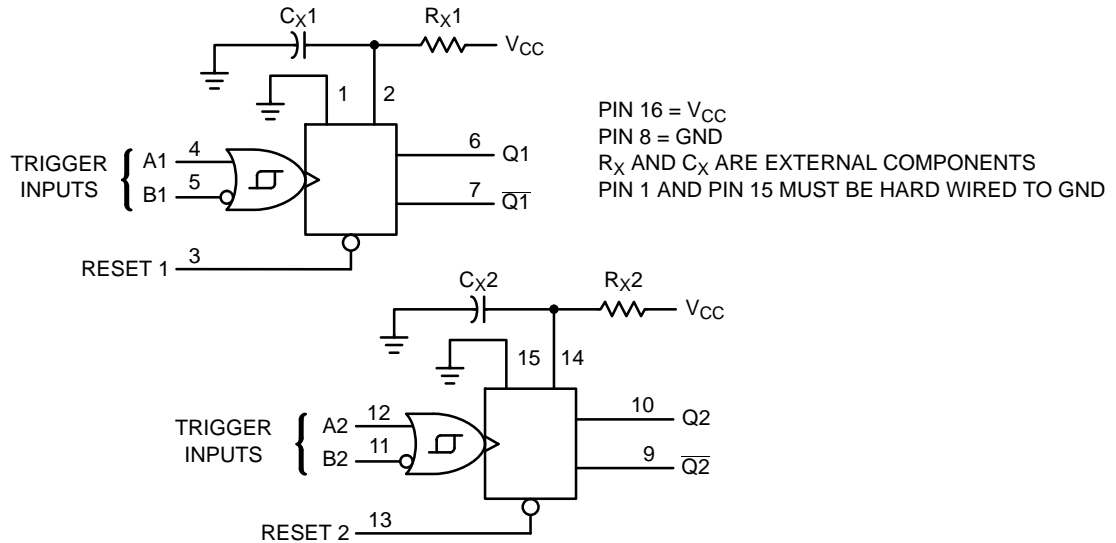 CX1
RX1
VCC
1
2
PIN 16 = VCC
PIN 8 = GND
RX AND CX ARE EXTERNAL COMPONENTS
PIN 1 AND PIN 15 MUST BE HARD WIRED TO GND
TRIGGER
INPUTS
A1
4
B1
5
6
Q1
7
Q1
RESET 1
3
CX2
RX2
VCC
15
14
TRIGGER
INPUTS
A2
12
B2
11
10
Q2
9
Q2
RESET 2
13